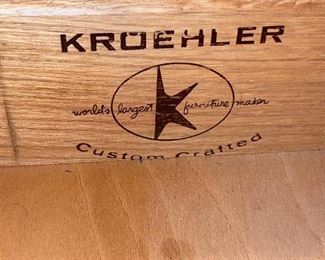 KROEHLER
world's largest furniture maker
Custom Crafted